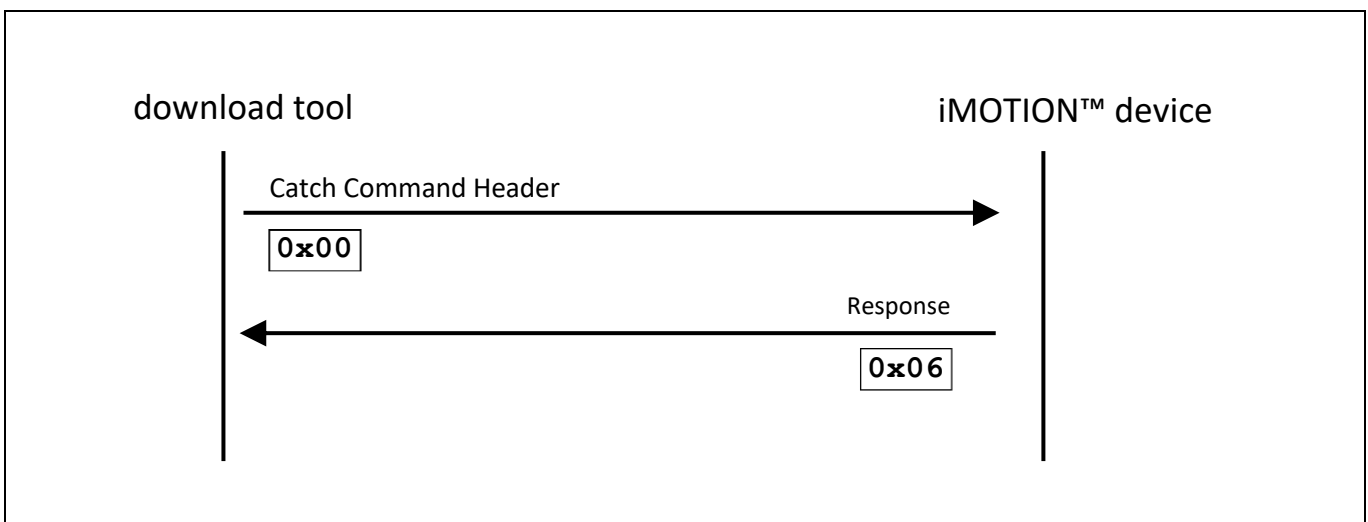 download tool
iMOTION™ device
Catch Command Header
0x00
Response
0x06